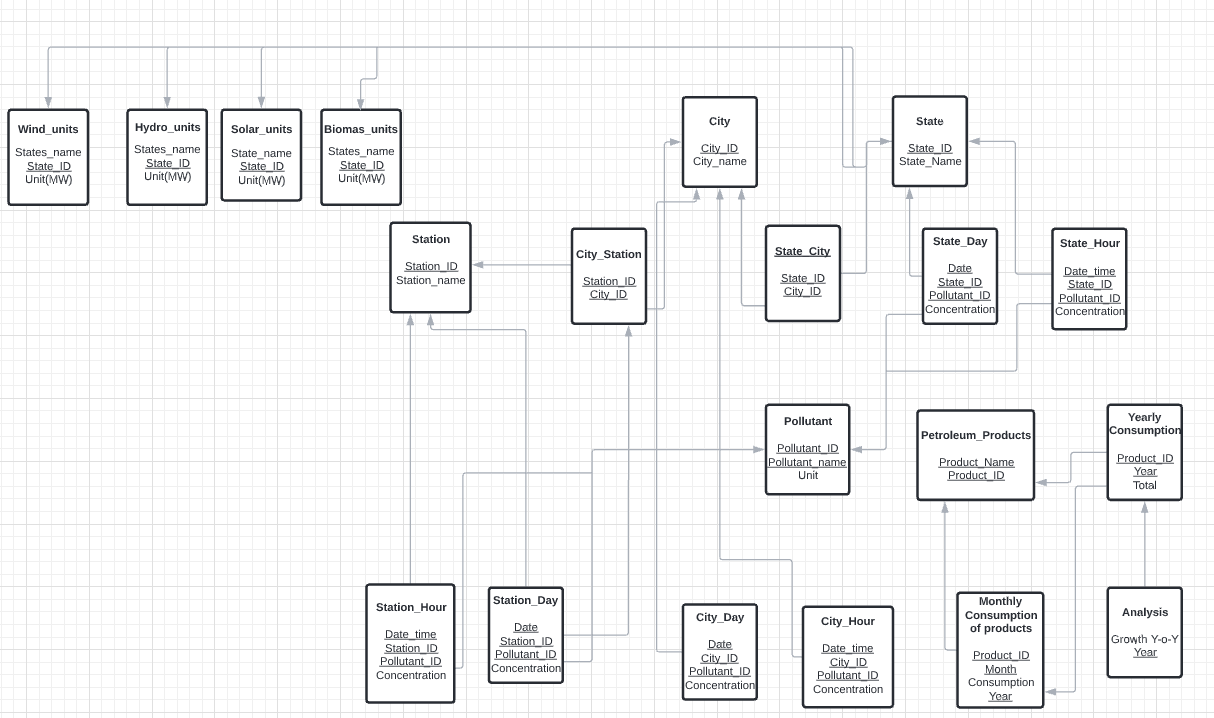 Wind_units
States_name
State_ID
Unit(MW)
Hydro_units
States_name
State_ID
Unit(MW)
Solar_units
State_name
State_ID
Unit(MW)
Biomas_units
States_name
State_ID
Unit(MW)
City
City_ID
City_name
State
State_ID
State_Name
Station
Station_ID
Station_name
City_Station
Station_ID
City_ID
State_City
State_ID
City_ID
State_Day
Date
State_ID
Pollutant_ID
Concentration
State_Hour
Date_time
State_ID
Pollutant_ID
Concentration
Pollutant
Pollutant_ID
Pollutant_name
Unit
Petroleum_Products
Product_Name
Product_ID
Yearly
Consumption
Product_ID
Year
Total
Station_Hour
Date_time
Station_ID
Pollutant_ID
Concentration
Station_Day
Date
Station_ID
Pollutant_ID
Concentration
City_Day
Date
City_ID
Pollutant_ID
Concentration
City_Hour
Date_time
City_ID
Pollutant_ID
Concentration
Monthly
Consumption
of products
Product_ID
Month
Consumption
Year
Analysis
Growth Y-o-Y
Year